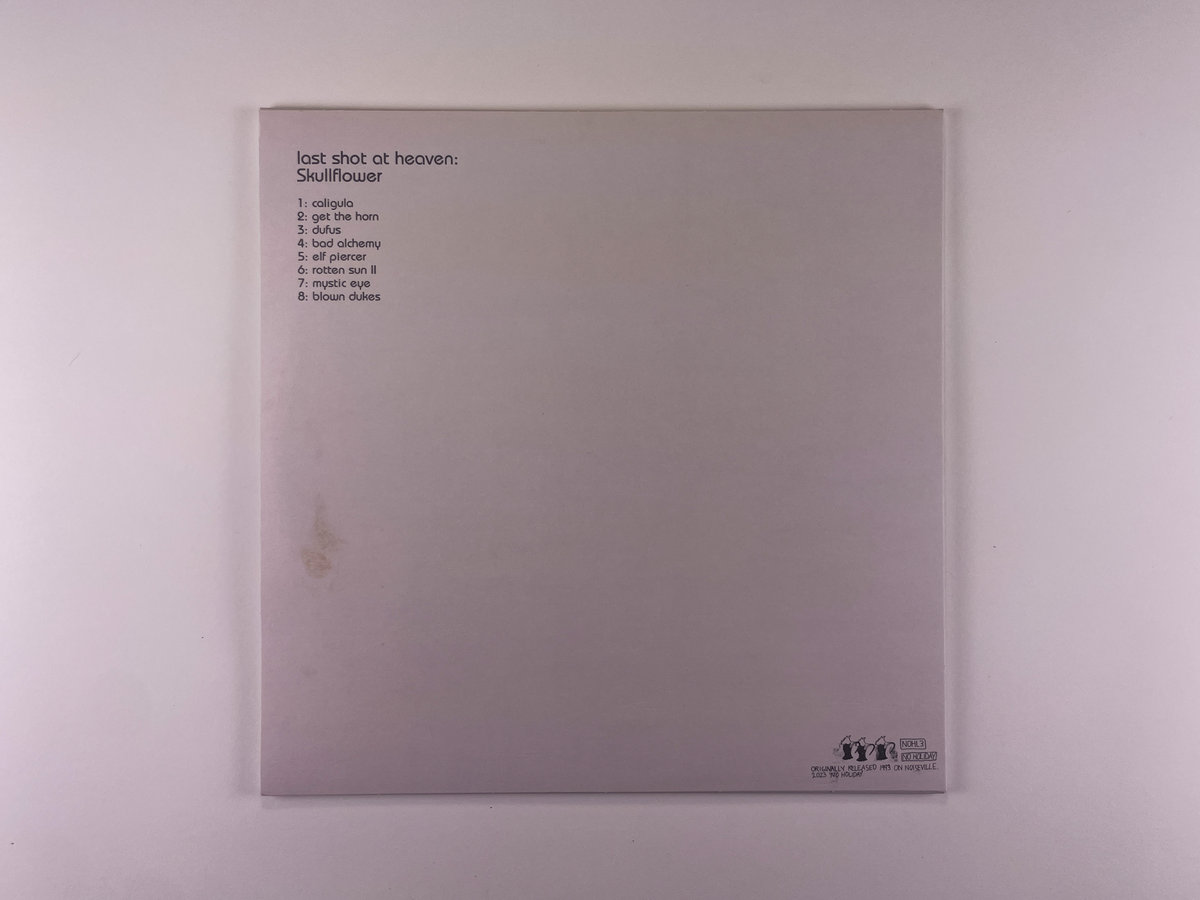 last shot at heaven:
Skullflower
1: caligula
2: get the horn
3: dufus
4: bad alchemy
5: elf piercer
6: rotten sun II
7: mystic eye
8: blown dukes
NOHL3
NO HOLIDAY
ORIGINALLY RELEASED 1993 ON NOISEVILLE.
2023 NO HOLIDAY